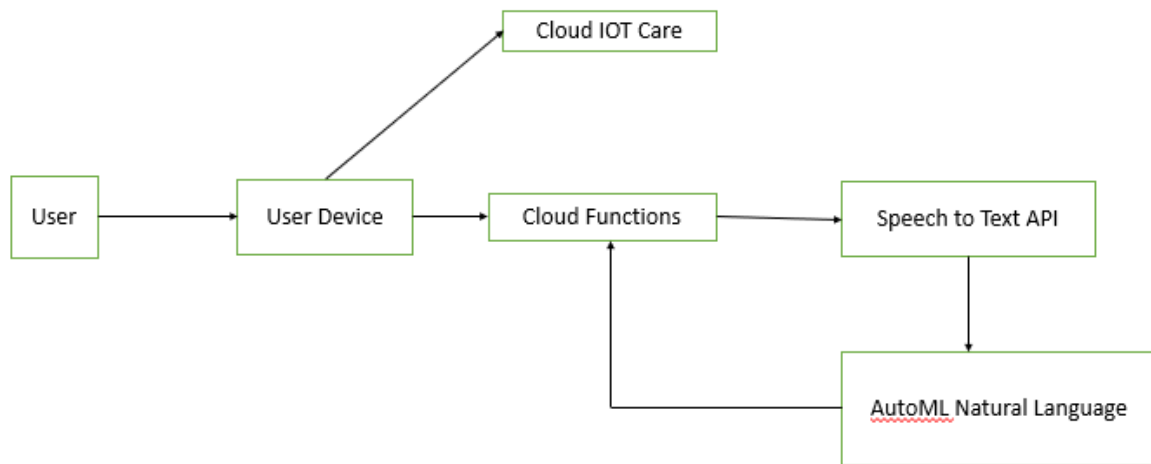 Cloud IOT Care
User
User Device
Cloud Functions
Speech to Text API
AutoML Natural Language